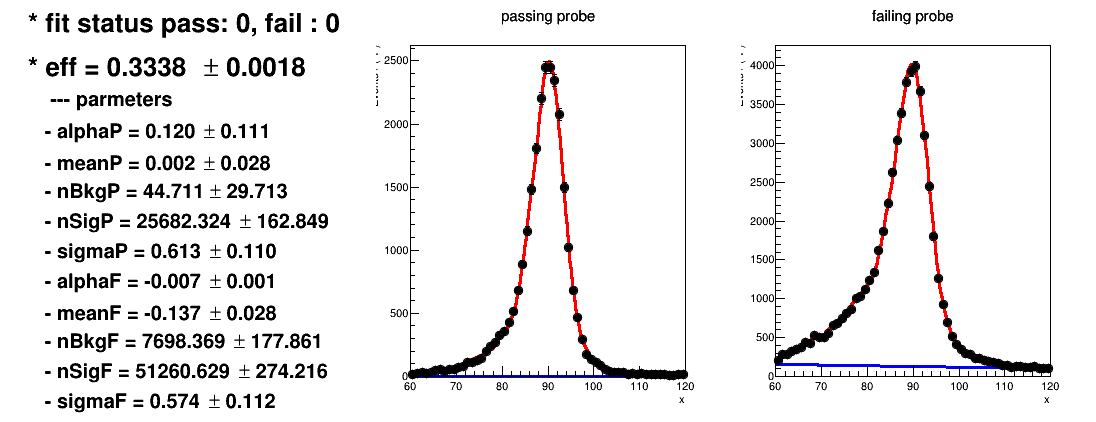 * fit status pass: 0, fail : 0
* eff = 0.3338 ± 0.0018
--- parmeters
- alphaP = 0.120 ± 0.111
- meanP = 0.002 ± 0.028
- nBkgP = 44.711 ± 29.713
- nSigP = 25682.324 ± 162.849
- sigmaP = 0.613 ± 0.110
- alphaF = -0.007 ± 0.001
- meanF = -0.137 ± 0.028
- nBkgF = 7698.369 ± 177.861
- nSigF = 51260.629 ± 274.216
- sigmaF = 0.574 ± 0.112
passing probe
2500
2000
1500
1000
500
0
60 70 80 90 100 110 120
x
failing probe
4000
3500
3000
2500
2000
1500
1000
500
0
60 70 80 90 100 110 120
x